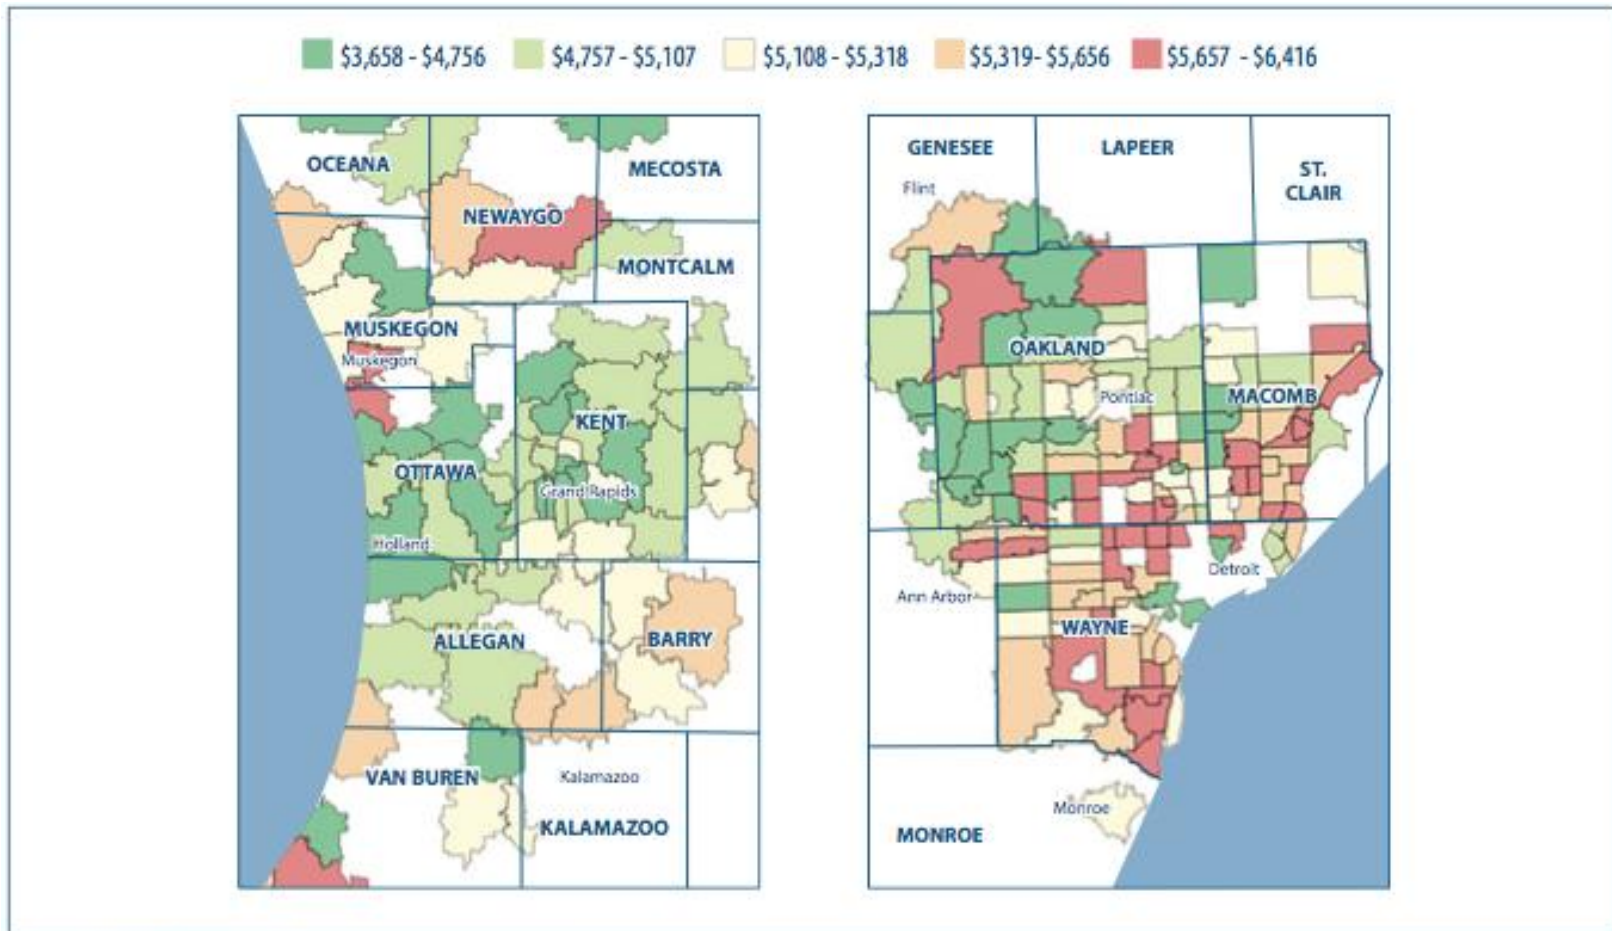 $3,658 - $4,756 $4,757 - $5,107 $5,108 - $5,318 $5,319- $5,656 $5,657 - $6,416
OCEANA
MECOSTA
NEWAYGO
MONTCALM
MUSKEGON
Muskegon
KENT
OTTAWA
Grand Rapids
Holland
ALLEGAN
BARRY
VAN BUREN
Kalamazoo
KALAMAZOO
GENESEE
LAPEER
ST.
CLAIR
Flint
OAKLAND
Pontiac
MACOMB
Detroit
Ann Arbor
WAYNE
Monroe
MONROE